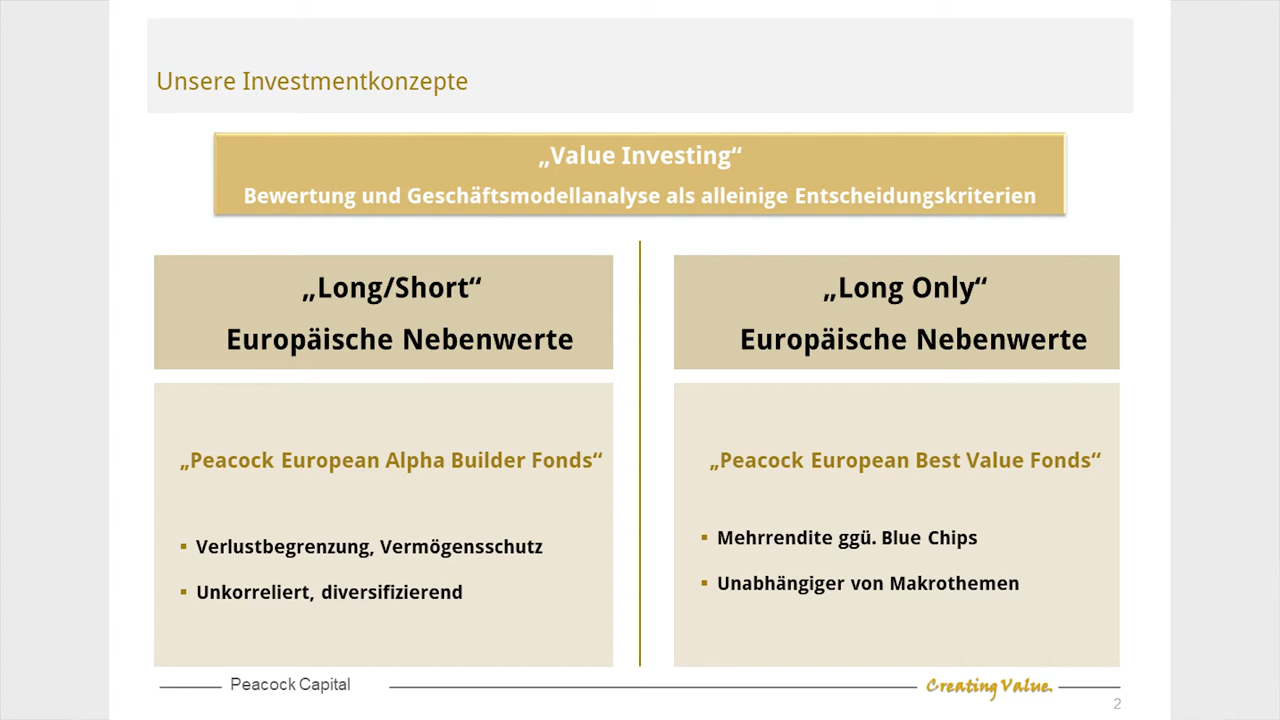 Unsere Investmentkonzepte
„Value Investing“
Bewertung und Geschäftsmodellanalyse als alleinige Entscheidungskriterien
„Long/Short“
Europäische Nebenwerte
„Peacock European Alpha Builder Fonds“
▪ Verlustbegrenzung, Vermögensschutz
▪ Unkorreliert, diversifizierend
„Long Only“
Europäische Nebenwerte
„Peacock European Best Value Fonds“
▪ Mehrrendite ggü. Blue Chips
▪ Unabhängiger von Makrothemen
Peacock Capital
Creating Value.
2